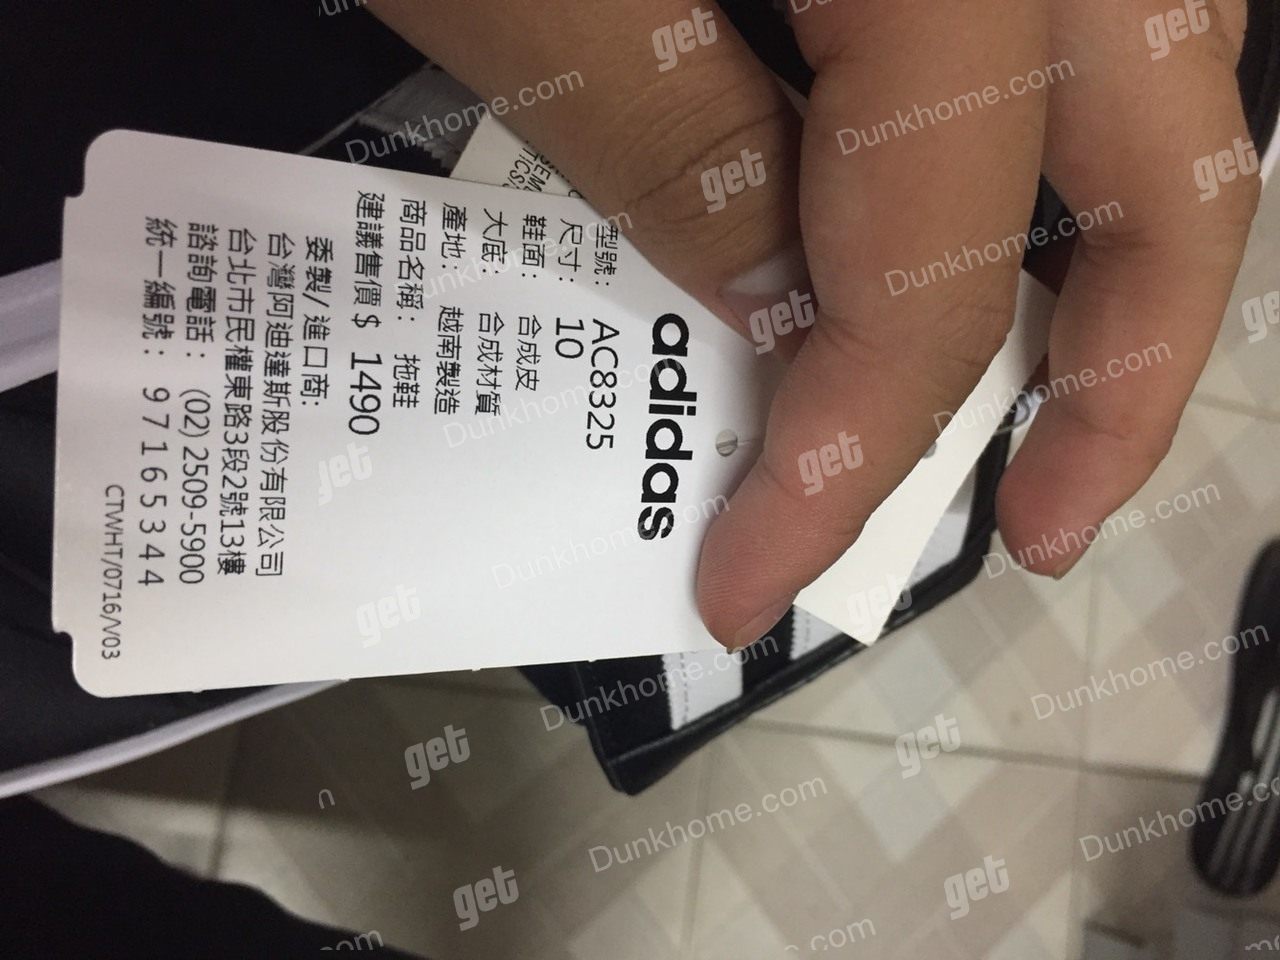 adidas
型號： AC8325
尺寸： 10
鞋面： 合成皮
大底： 合成材質
產地： 越南製造
商品名稱： 拖鞋
建議售價$ 1490
委製/進口商:
台灣阿迪達斯股份有限公司
台北市民權東路3段2號13樓
諮詢電話： (02) 2509-5900
統一編號： 97165344
CTWHT/0716/V03
get
Dunkhome.com